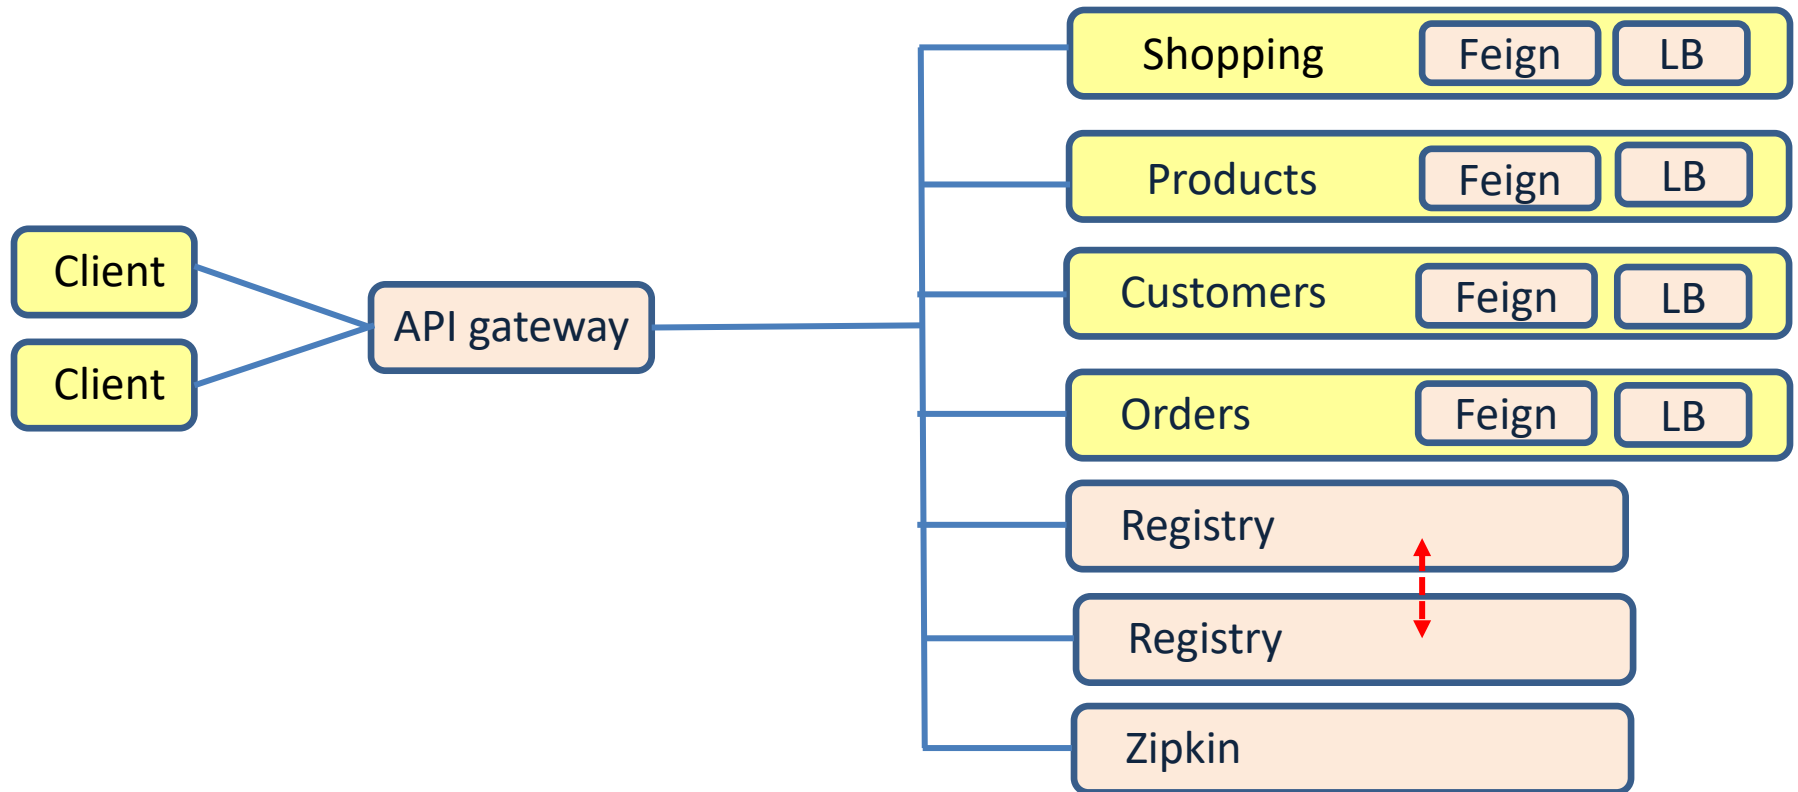 Shopping Feign LB
Products Feign LB
Client
Customers Feign LB
API gateway
Client
Orders Feign LB
Registry
Registry
Zipkin